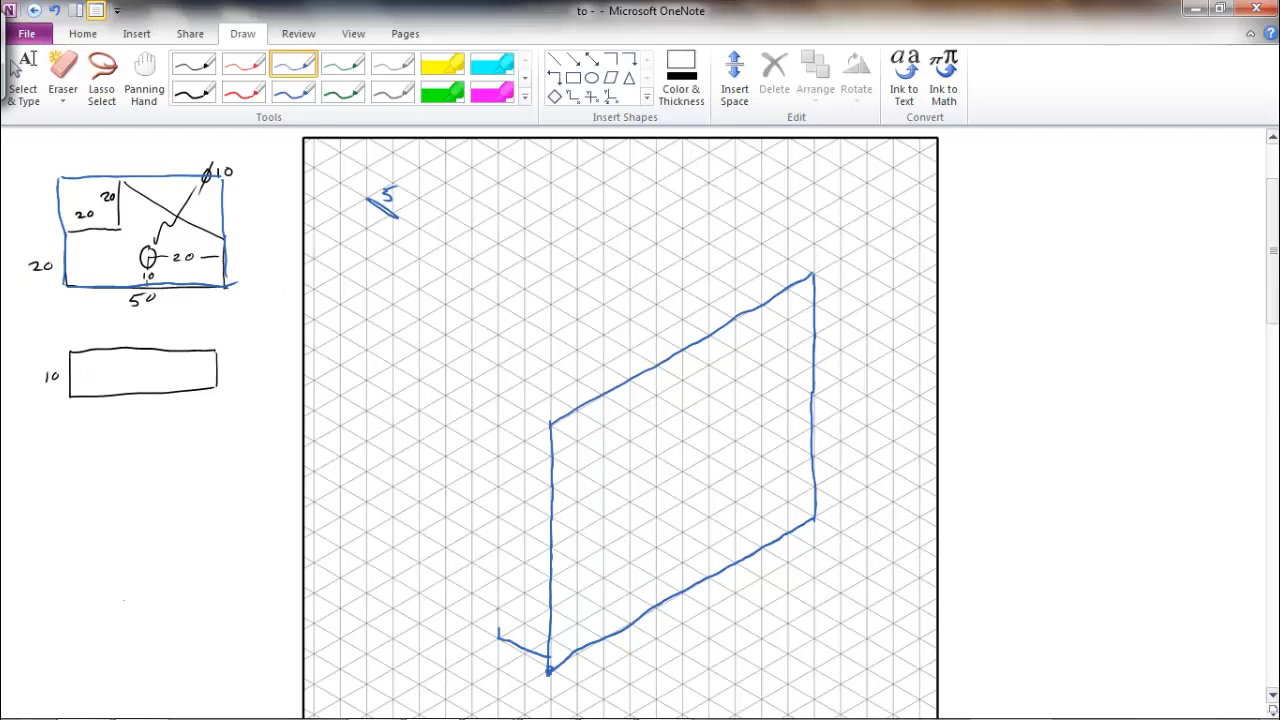 to - - Microsoft OneNote
File Home Insert Share Draw Review View Pages
Select & Type
Eraser
Lasso Select
Panning Hand
Color & Thickness
Insert Space
Delete
Arrange
Rotate
Ink to Text
Ink to Math
Tools
Insert Shapes
Edit
Convert
ϕ10
20
20
5
20
20
10
50
10